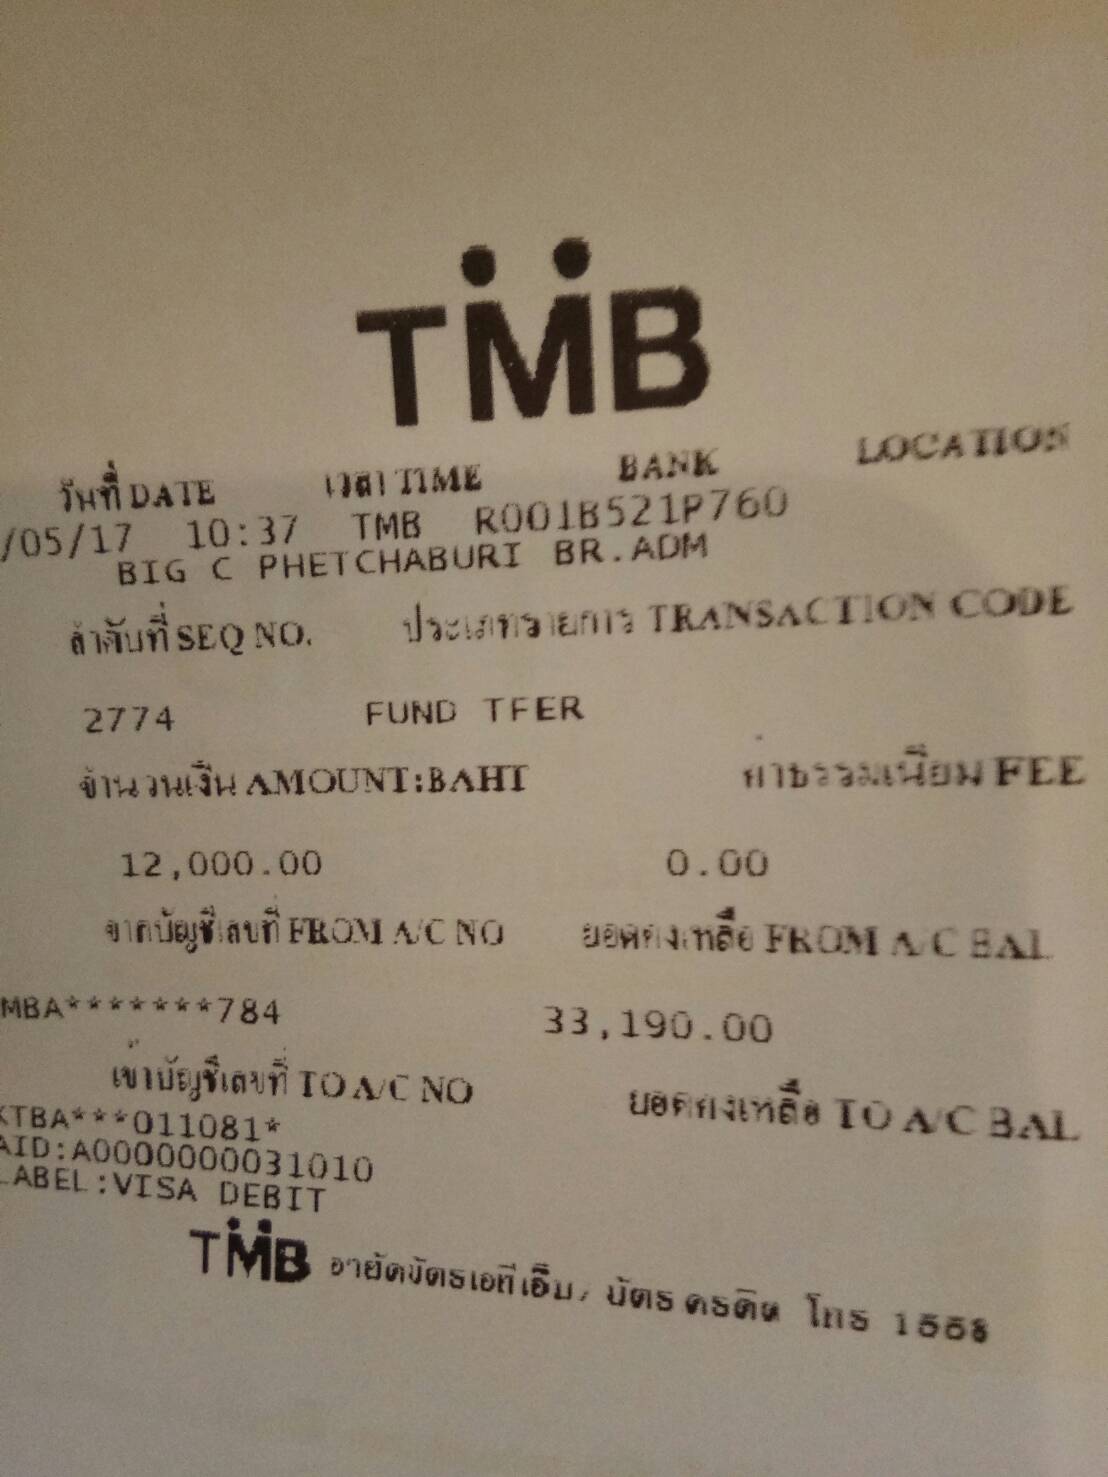 TMB
วันที่ DATE เวลา TIME BANK LOCATION
/05/17 10:37 TMB R001B521P760
BIG C PHETCHABURI BR.ADM
ลำดับที่ SEQ NO. ประเภทรายการ TRANSACTION CODE
2774 FUND TFER
จำนวนเงิน AMOUNT:BAHT ค่าธรรมเนียม FEE
12,000.00 0.00
จากบัญชีเลขที่ FROM A/C NO ยอดคงเหลือ FROM A/C BAL
MBA*******784 33,190.00
เข้าบัญชีเลขที่ TO A/C NO ยอดคงเหลือ TO A/C BAL
KTBA***011081*
AID:A0000000031010
LABEL:VISA DEBIT
TMB อายัดบัตรเอทีเอ็ม, บัตรเครดิต โทร 1558